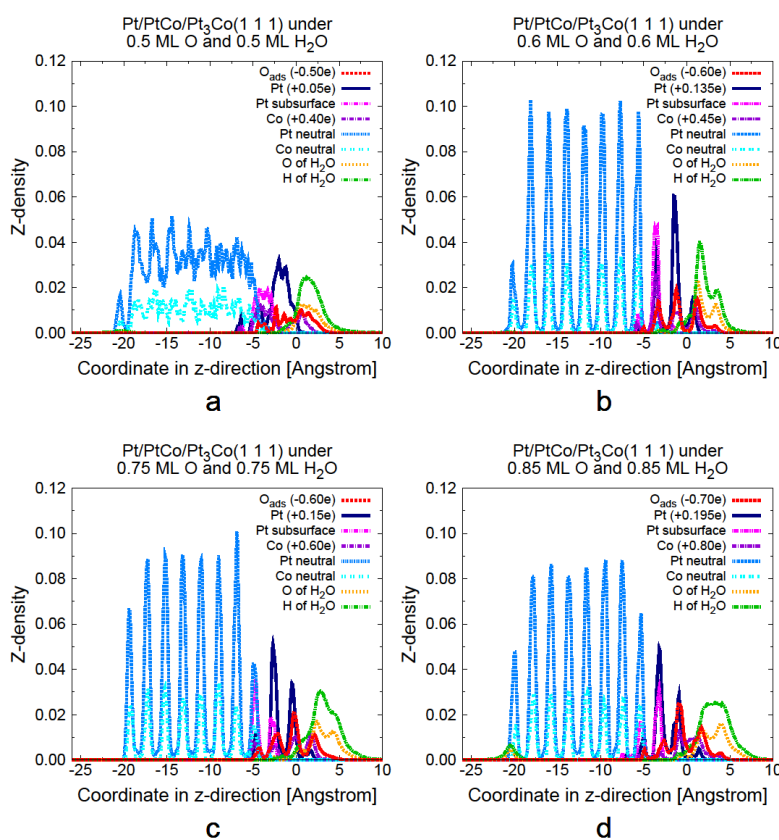 Pt/PtCo/Pt₃Co(1 1 1) under
0.5 ML O and 0.5 ML H₂O
Z-density
0.12
0.10
0.08
0.06
0.04
0.02
0.00
Oads (-0.50e)
Pt (+0.05e)
Pt subsurface
Co (+0.40e)
Pt neutral
Co neutral
O of H₂O
H of H₂O
-25 -20 -15 -10 -5 0 5 10
Coordinate in z-direction [Angstrom]
a
Pt/PtCo/Pt₃Co(1 1 1) under
0.6 ML O and 0.6 ML H₂O
Z-density
0.12
0.10
0.08
0.06
0.04
0.02
0.00
Oads (-0.60e)
Pt (+0.135e)
Pt subsurface
Co (+0.45e)
Pt neutral
Co neutral
O of H₂O
H of H₂O
-25 -20 -15 -10 -5 0 5 10
Coordinate in z-direction [Angstrom]
b
Pt/PtCo/Pt₃Co(1 1 1) under
0.75 ML O and 0.75 ML H₂O
Z-density
0.12
0.10
0.08
0.06
0.04
0.02
0.00
Oads (-0.60e)
Pt (+0.15e)
Pt subsurface
Co (+0.60e)
Pt neutral
Co neutral
O of H₂O
H of H₂O
-25 -20 -15 -10 -5 0 5 10
Coordinate in z-direction [Angstrom]
c
Pt/PtCo/Pt₃Co(1 1 1) under
0.85 ML O and 0.85 ML H₂O
Z-density
0.12
0.10
0.08
0.06
0.04
0.02
0.00
Oads (-0.70e)
Pt (+0.195e)
Pt subsurface
Co (+0.80e)
Pt neutral
Co neutral
O of H₂O
H of H₂O
-25 -20 -15 -10 -5 0 5 10
Coordinate in z-direction [Angstrom]
d